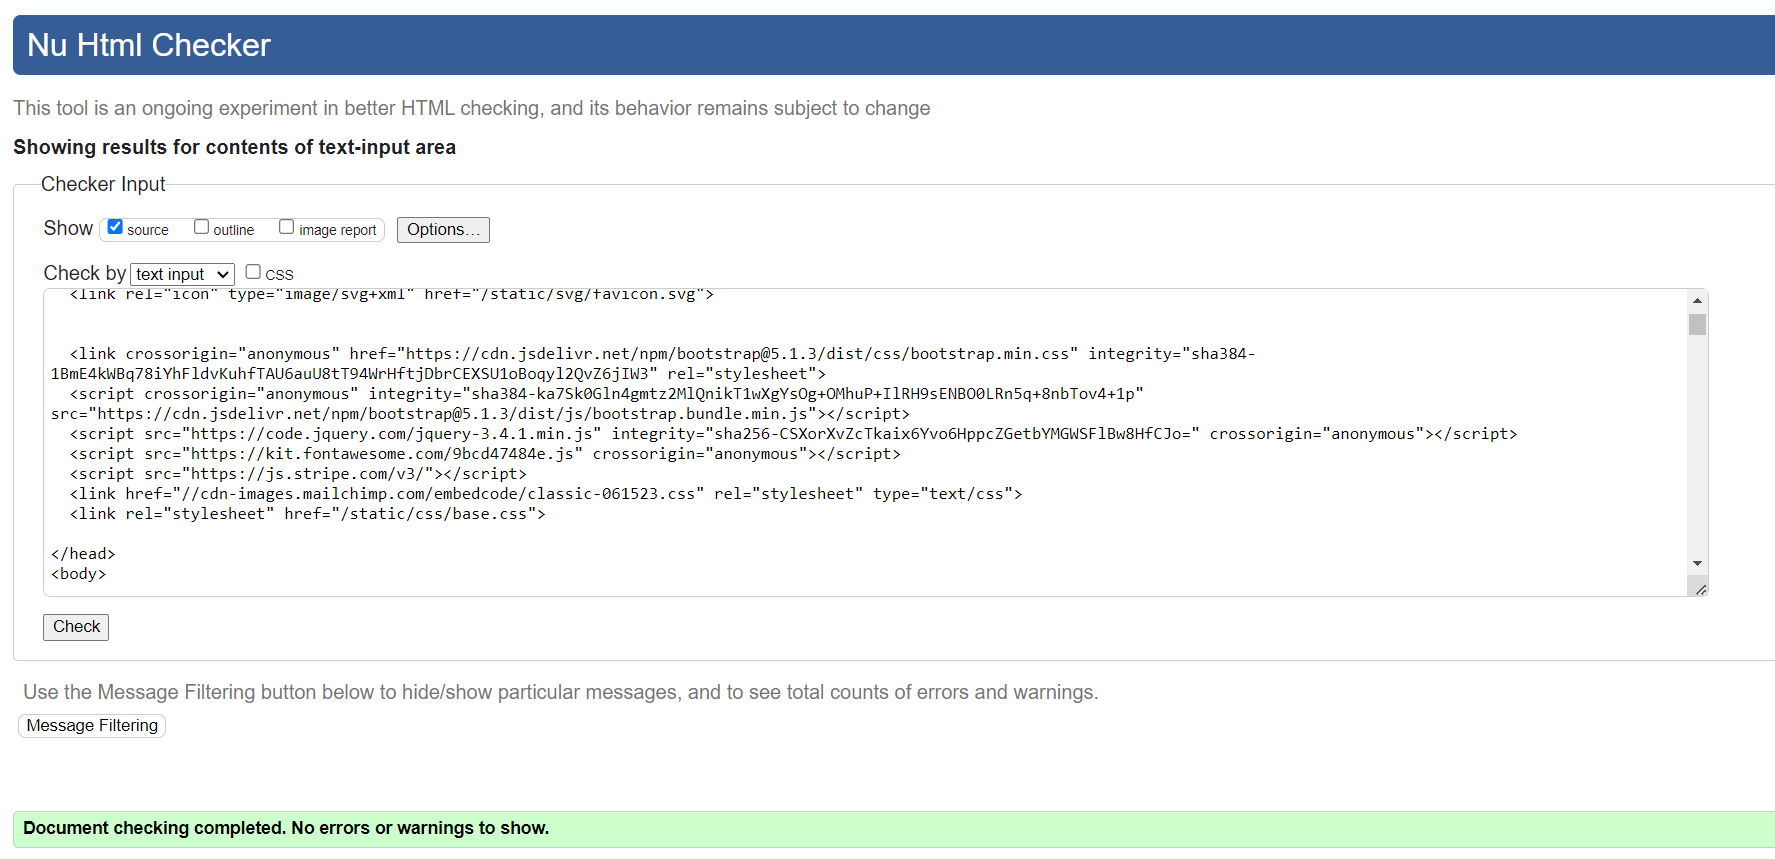 Nu Html Checker
This tool is an ongoing experiment in better HTML checking, and its behavior remains subject to change
Showing results for contents of text-input area
Checker Input
Show source outline image report Options...
Check by text input CSS
<link rel="icon" type="image/svg+xml" href="/static/svg/favicon.svg">
<link crossorigin="anonymous" href="https://cdn.jsdelivr.net/npm/bootstrap@5.1.3/dist/css/bootstrap.min.css" integrity="sha384-
1BmE4kWBq78iYhFldvKuhfTAU6auU8tT94WrHftjDbrCEXSU1oBoqyl2QvZ6jIW3" rel="stylesheet">
<script crossorigin="anonymous" integrity="sha384-ka7Sk0Gln4gmtz2MlQnikT1wXgYsOg+OMhuP+IlRH9sENBO0LRn5q+8nbTov4+1p"
src="https://cdn.jsdelivr.net/npm/bootstrap@5.1.3/dist/js/bootstrap.bundle.min.js"></script>
<script src="https://code.jquery.com/jquery-3.4.1.min.js" integrity="sha256-CSXorXvZcTkaix6Yvo6HppcZGetbYMGWSFlBw8HfCJo=" crossorigin="anonymous"></script>
<script src="https://kit.fontawesome.com/9bcd47484e.js" crossorigin="anonymous"></script>
<script src="https://js.stripe.com/v3/"></script>
<link href="//cdn-images.mailchimp.com/embedcode/classic-061523.css" rel="stylesheet" type="text/css">
<link rel="stylesheet" href="/static/css/base.css">
</head>
<body>
Check
Use the Message Filtering button below to hide/show particular messages, and to see total counts of errors and warnings.
Message Filtering
Document checking completed. No errors or warnings to show.